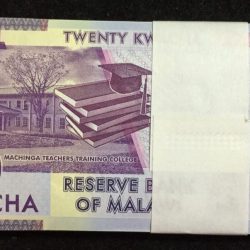 TWENTY KW
MACHINGA TEACHERS TRAINING COLLEGE
RESERVE B
CHA
OF MALA